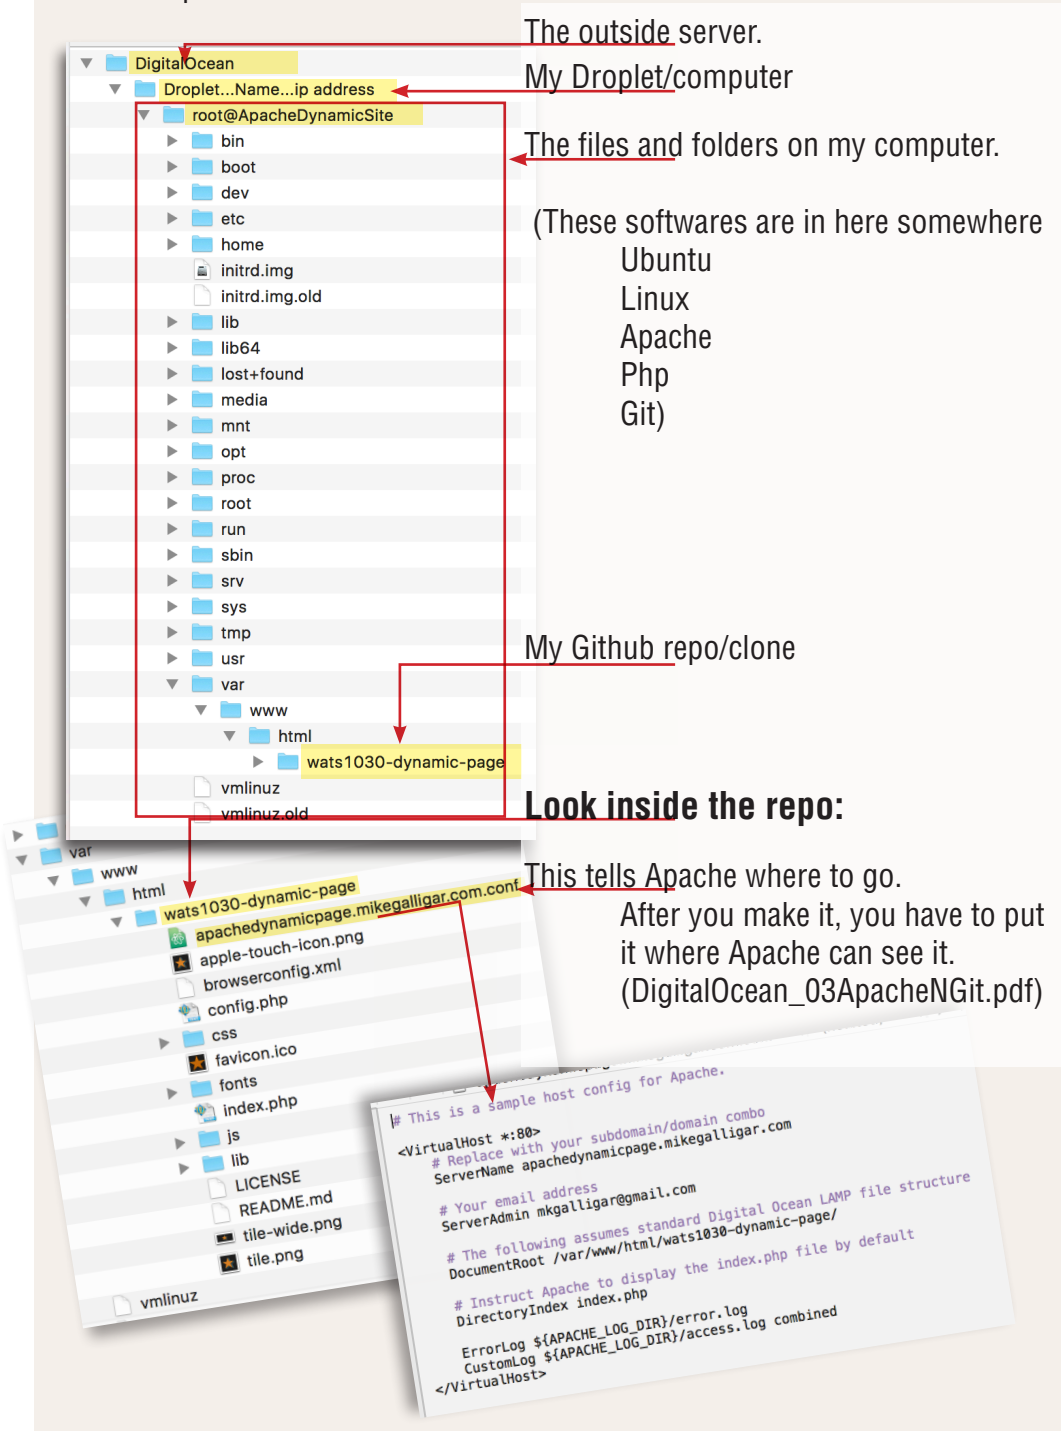 The outside server.
DigitalOcean
My Droplet/computer
Droplet...Name...ip address
root@ApacheDynamicSite
The files and folders on my computer.
bin
boot
dev
etc
home
initrd.img
initrd.img.old
lib
lib64
lost+found
media
mnt
opt
proc
root
run
sbin
srv
sys
tmp
usr
var
www
html
wats1030-dynamic-page
vmlinuz
vmlinuz.old
(These softwares are in here somewhere
Ubuntu
Linux
Apache
Php
Git)
My Github repo/clone
Look inside the repo:
This tells Apache where to go.
After you make it, you have to put
it where Apache can see it.
(DigitalOcean_03ApacheNGit.pdf)
var
www
html
wats1030-dynamic-page
apachedynamicpage.mikegalligar.com.conf
apple-touch-icon.png
browserconfig.xml
config.php
css
favicon.ico
fonts
index.php
js
lib
LICENSE
README.md
tile-wide.png
tile.png
vmlinuz
# This is a sample host config for Apache.
<VirtualHost *:80>
# Replace with your subdomain/domain combo
ServerName apachedynamicpage.mikegalligar.com
# Your email address
ServerAdmin mkgalligar@gmail.com
# The following assumes standard Digital Ocean LAMP file structure
DocumentRoot /var/www/html/wats1030-dynamic-page/
# Instruct Apache to display the index.php file by default
DirectoryIndex index.php
ErrorLog ${APACHE_LOG_DIR}/error.log
CustomLog ${APACHE_LOG_DIR}/access.log combined
</VirtualHost>